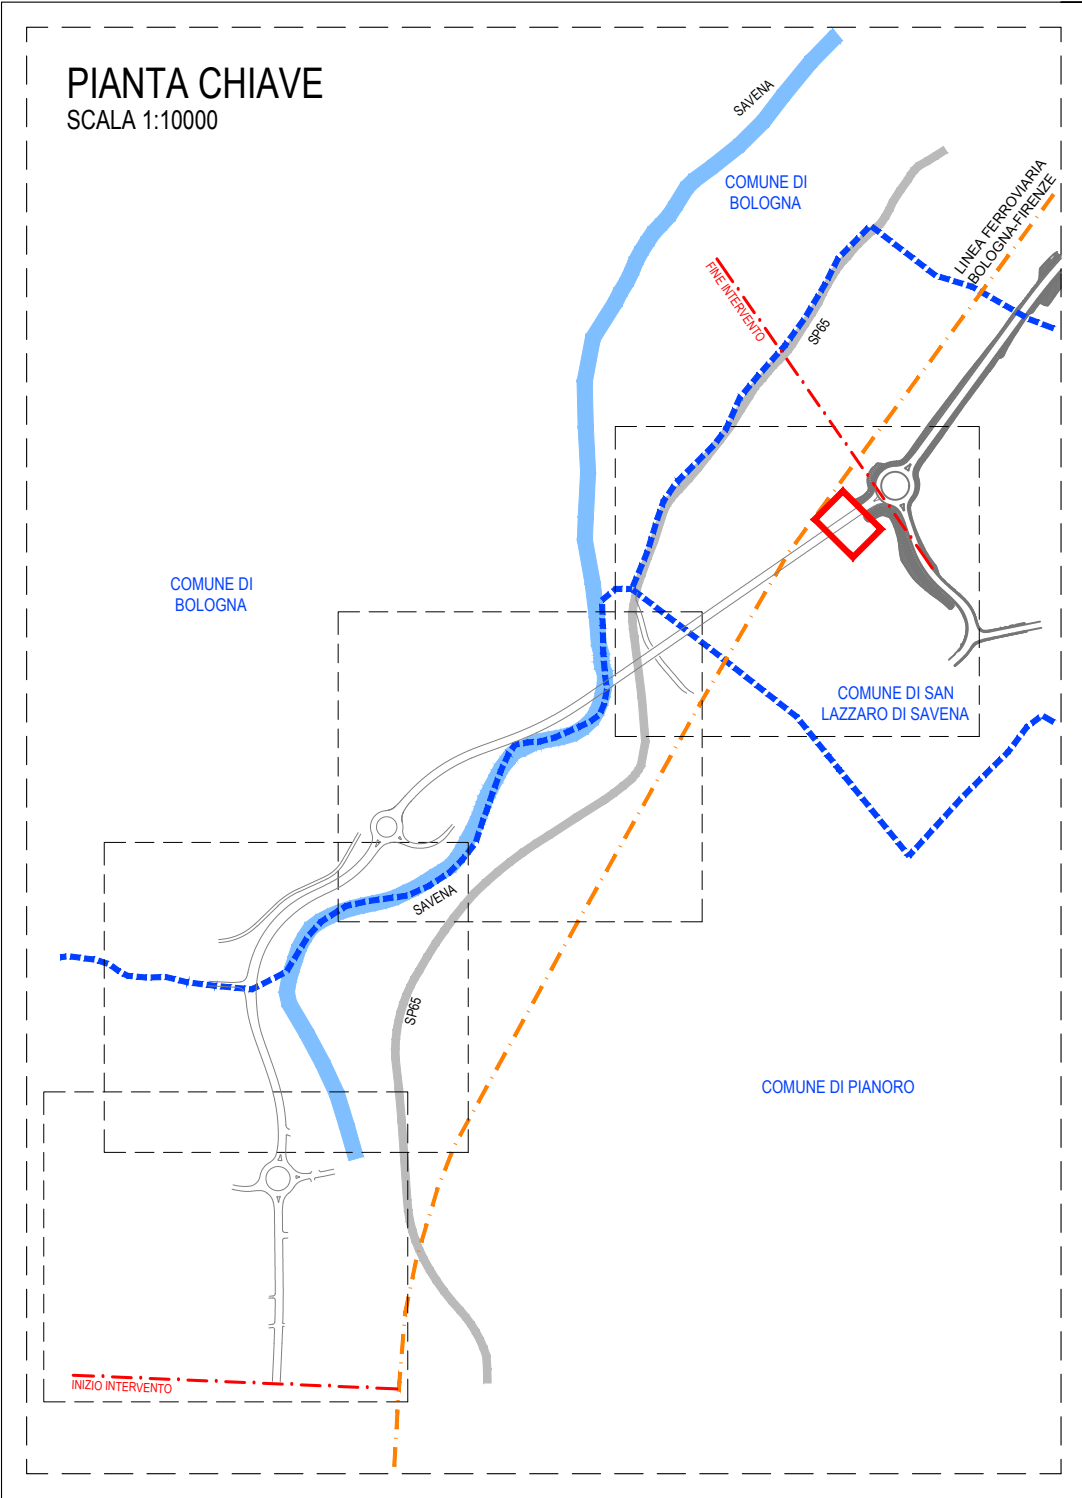 PIANTA CHIAVE
SCALA 1:10000
SAVENA
COMUNE DI
BOLOGNA
LINEA FERROVIARIA
BOLOGNA-FIRENZE
FINE INTERVENTO
SP65
COMUNE DI
BOLOGNA
COMUNE DI SAN
LAZZARO DI SAVENA
SAVENA
SP65
COMUNE DI PIANORO
INIZIO INTERVENTO